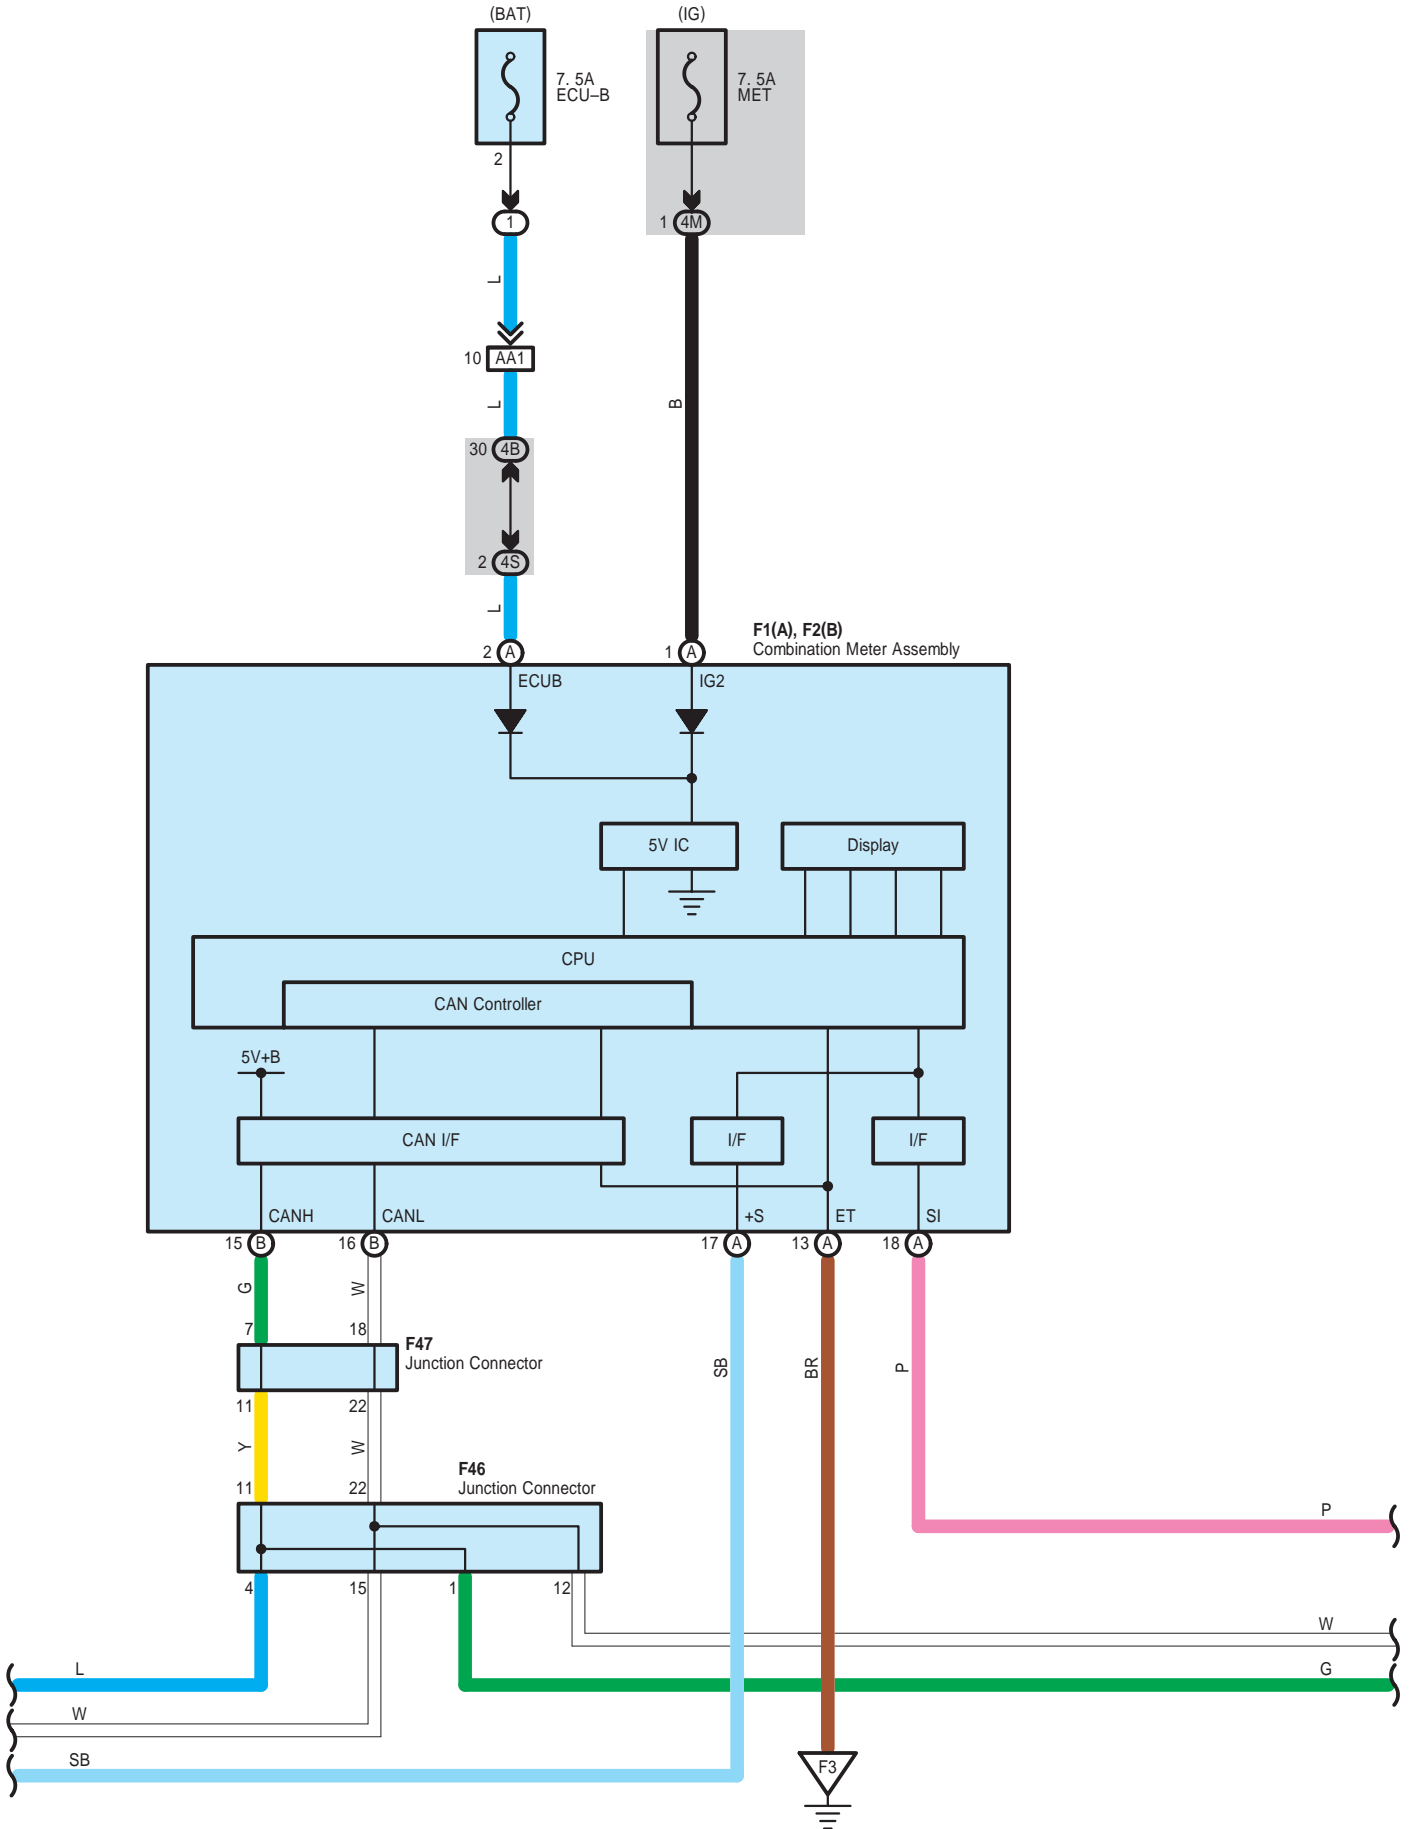 (BAT)
(IG)
7. 5A
ECU–B
7. 5A
MET
2
1
1 4M
L
10 AA1
L
B
30 4B
2 4S
L
F1(A), F2(B)
Combination Meter Assembly
2 A
1 A
ECUB
IG2
5V IC
Display
CPU
CAN Controller
5V+B
CAN I/F
I/F
I/F
CANH
CANL
+S
ET
SI
15 B
16 B
17 A
13 A
18 A
G
W
7
18
F47
Junction Connector
SB
BR
P
11
22
Y
W
F46
Junction Connector
11
22
P
4
15
1
12
W
L
G
W
SB
F3